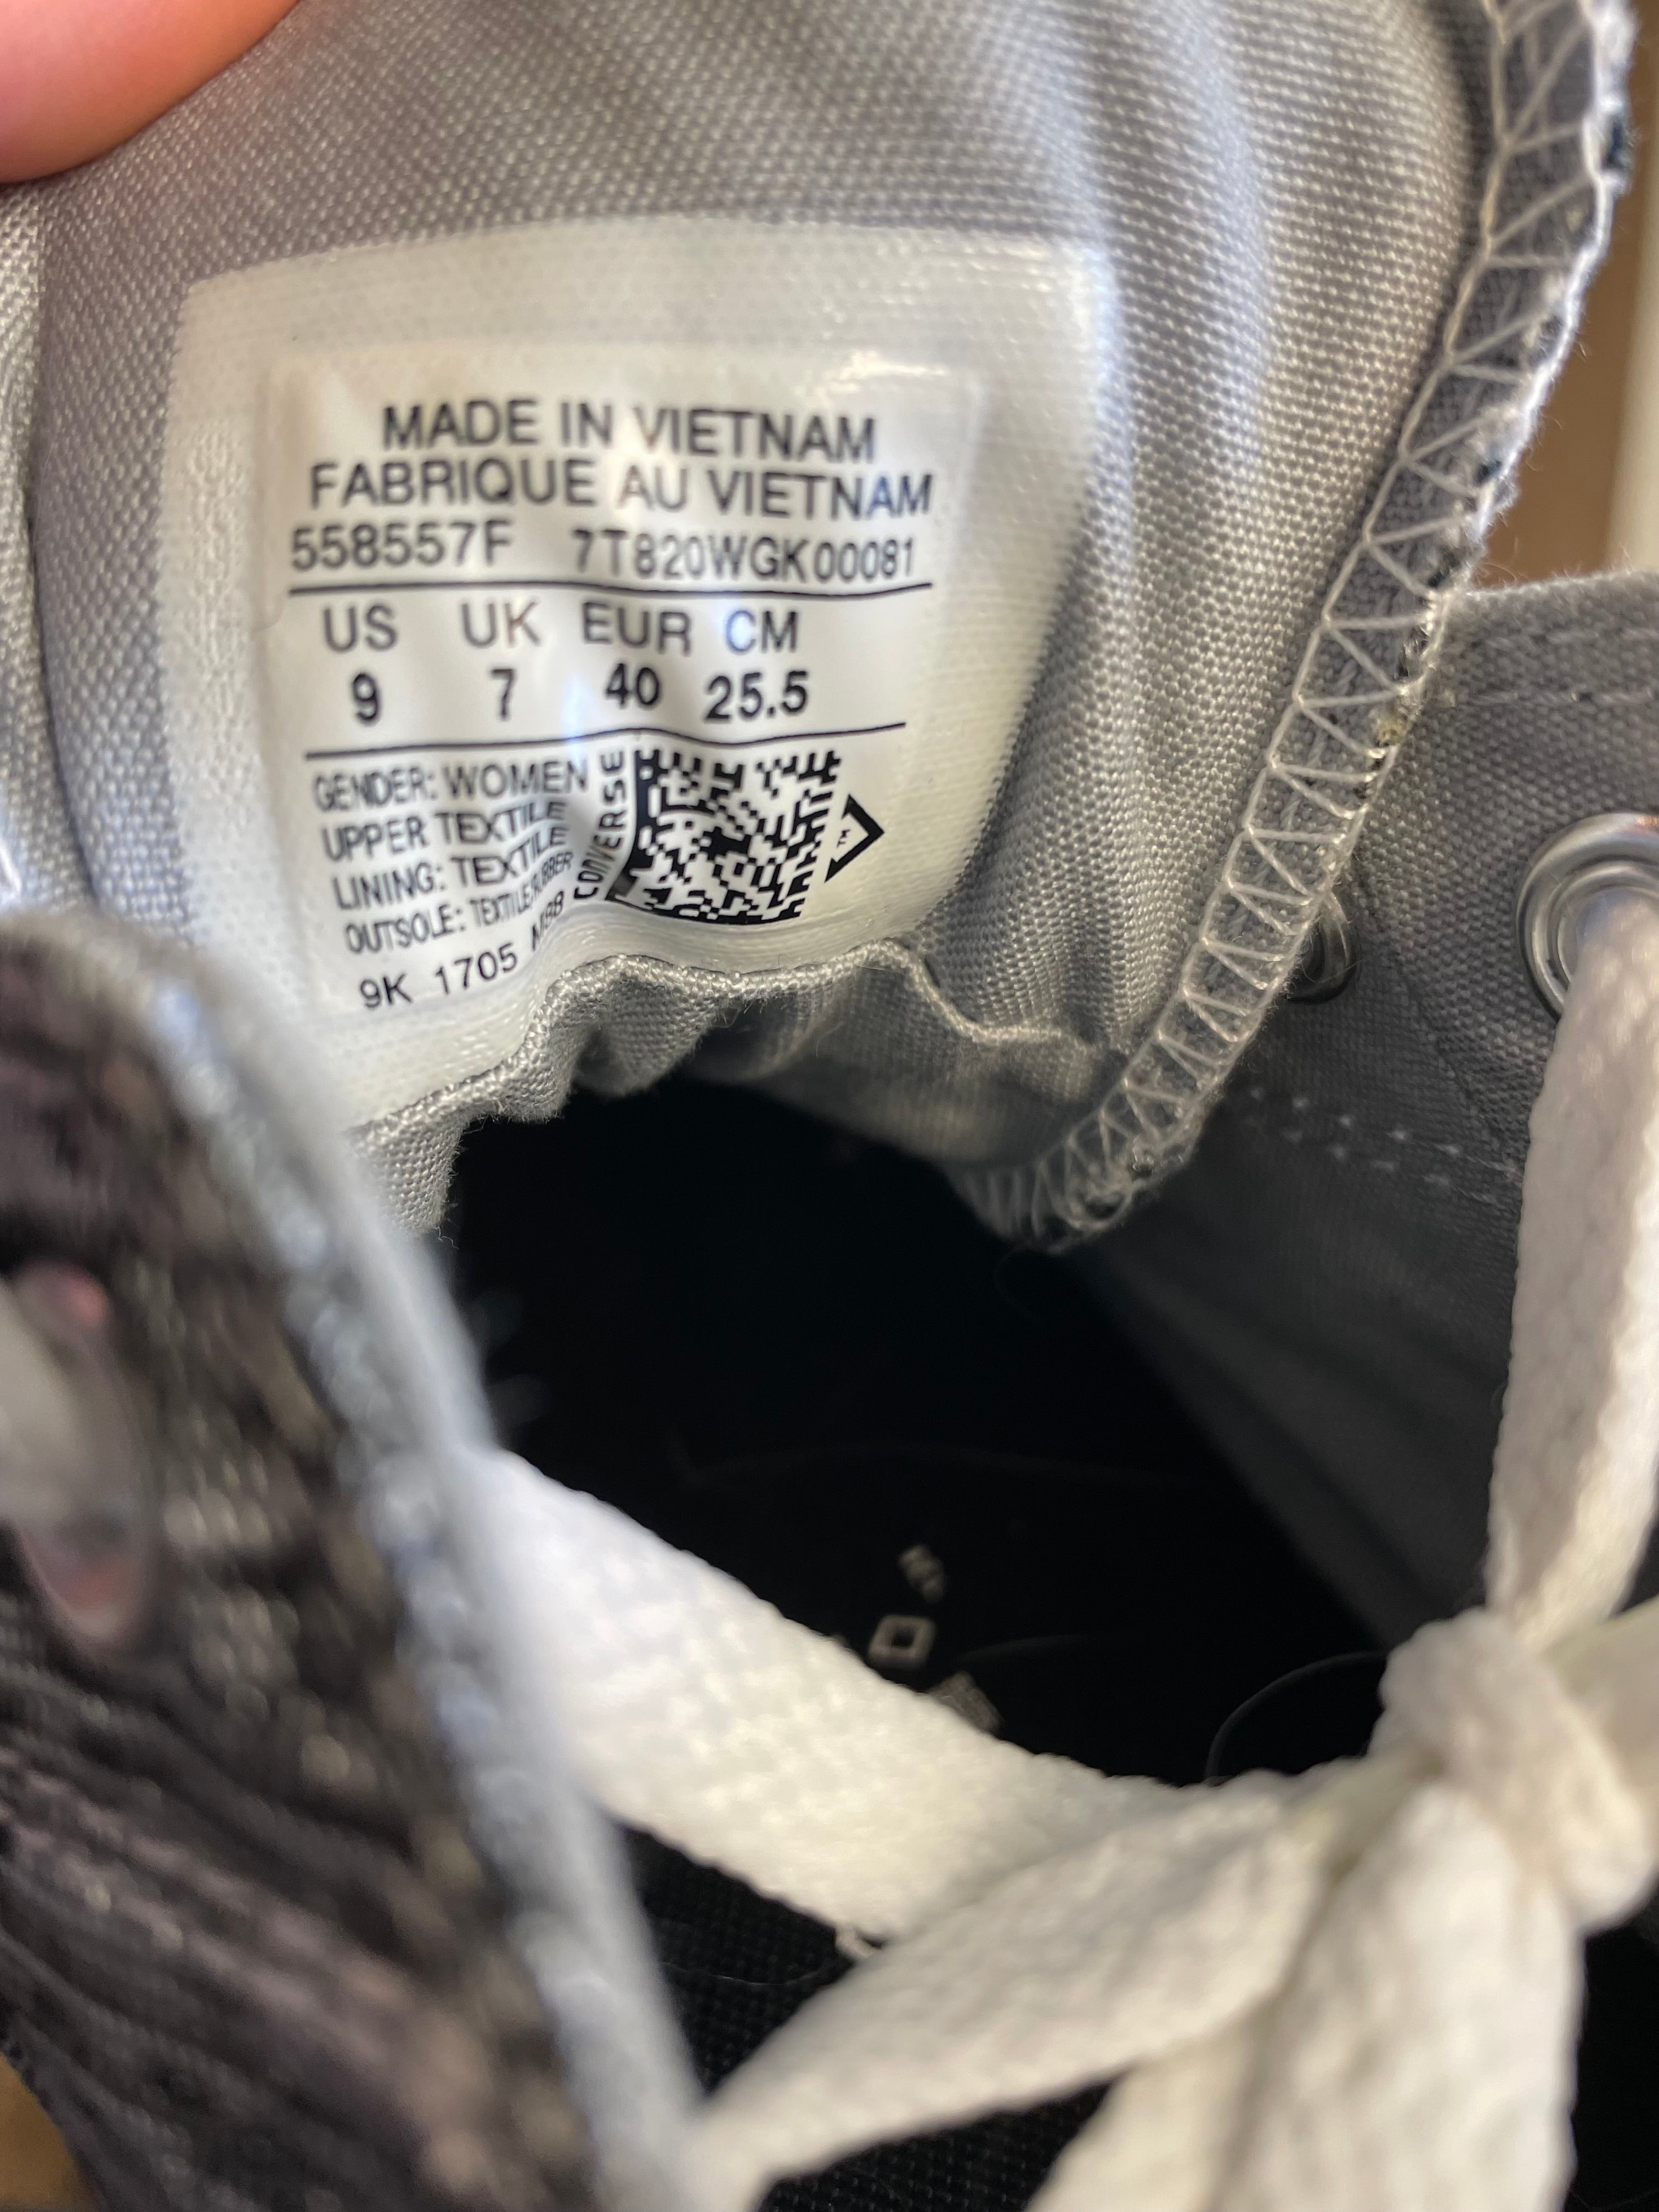 MADE IN VIETNAM
FABRIQUE AU VIETNAM
558557F 7T820WGK00081
US UK EUR CM
9 7 40 25.5
GENDER: WOMEN
UPPER TEXTILE
LINING: TEXTILE
OUTSOLE: TEXTILE/RUBBER
9K 1705
CONVERSE
TM